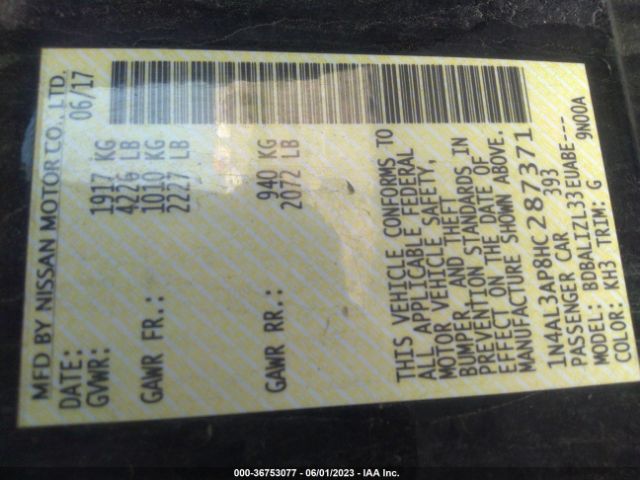 MFD BY NISSAN MOTOR CO., LTD.
DATE: 06/17
GVWR: 1917 KG
4226 LB
GAWR FR.: 1010 KG
2227 LB
GAWR RR.: 940 KG
2072 LB
THIS VEHICLE CONFORMS TO
ALL APPLICABLE FEDERAL
MOTOR VEHICLE SAFETY,
BUMPER AND THEFT
PREVENTION STANDARDS IN
EFFECT ON THE DATE OF
MANUFACTURE SHOWN ABOVE.
1N4AL3AP8HC287371
PASSENGER CAR 393
MODEL: BDBALIZL33EUABE---
COLOR: KH3 TRIM: G 9N00A
000-36753077 - 06/01/2023 - IAA Inc.